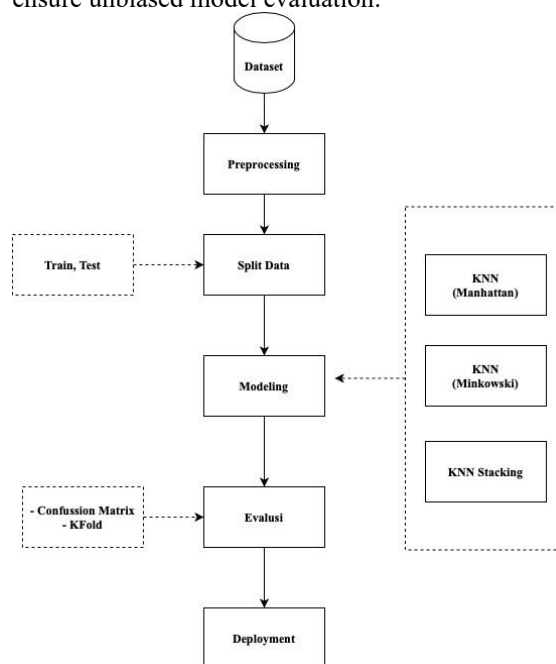 ensure unbiased model evaluation.
Dataset
Preprocessing
Train, Test
Split Data
KNN
(Manhattan)
KNN
(Minkowski)
KNN Stacking
Modeling
- Confussion Matrix
- KFold
Evalusi
Deployment